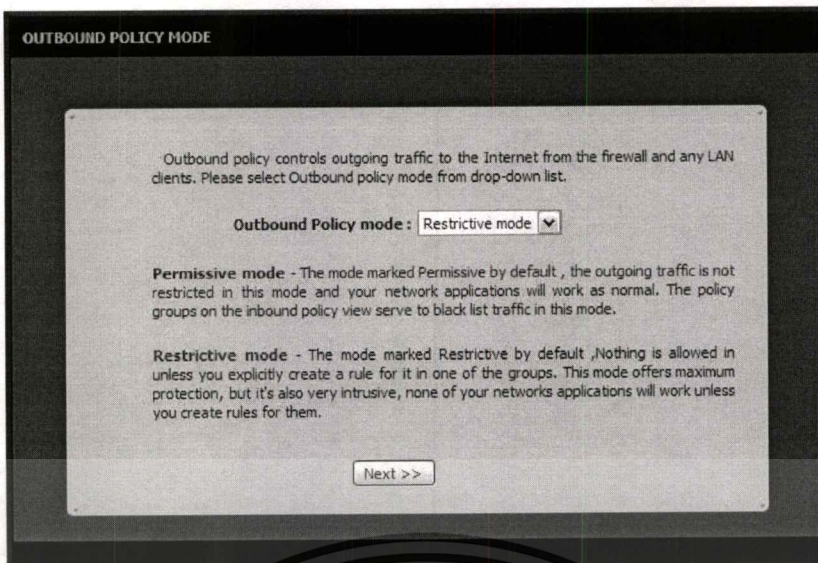 OUTBOUND POLICY MODE
Outbound policy controls outgoing traffic to the Internet from the firewall and any LAN
clients. Please select Outbound policy mode from drop-down list.
Outbound Policy mode : Restrictive mode
Permissive mode - The mode marked Permissive by default , the outgoing traffic is not
restricted in this mode and your network applications will work as normal. The policy
groups on the inbound policy view serve to black list traffic in this mode.
Restrictive mode - The mode marked Restrictive by default ,Nothing is allowed in
unless you explicitly create a rule for it in one of the groups. This mode offers maximum
protection, but it's also very intrusive, none of your networks applications will work unless
you create rules for them.
Next >>